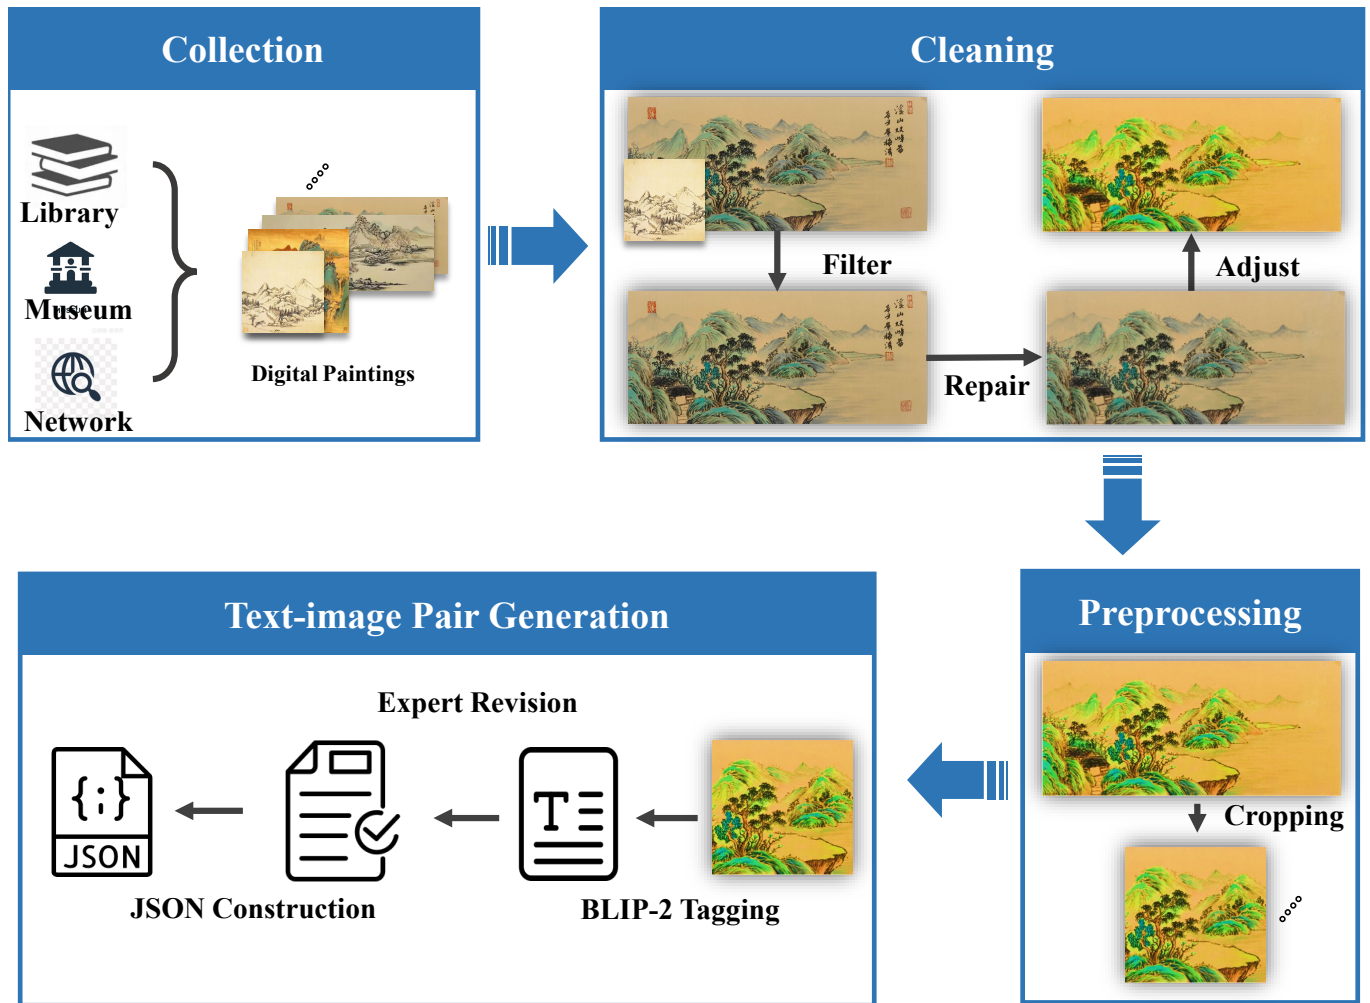 Collection
Library
Museum
Network
Digital Paintings
Cleaning
Filter
Repair
Adjust
Preprocessing
Cropping
Text-image Pair Generation
Expert Revision
{;}
JSON
T
JSON Construction
BLIP-2 Tagging